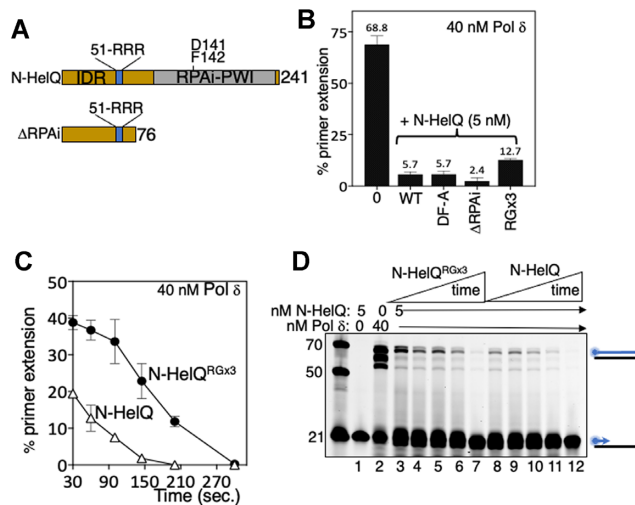 A
D141
F142
51-RRR
N-HelQ IDR RPAi-PWI 241
51-RRR
ΔRPAi 76
B
40 nM Pol δ
% primer extension
75
50
25
0
68.8
+ N-HelQ (5 nM)
5.7 5.7 2.4 12.7
0 WT DF-A ΔRPAi RGx3
C
40 nM Pol δ
% primer extension
50
40
30
20
10
0
N-HelQRGx3
N-HelQ
30 90 150 210 270
Time (sec.)
D
N-HelQRGx3 N-HelQ
time time
nM N-HelQ: 5 0 5
nM Pol δ: 0 40
70
50
21
1 2 3 4 5 6 7 8 9 10 11 12